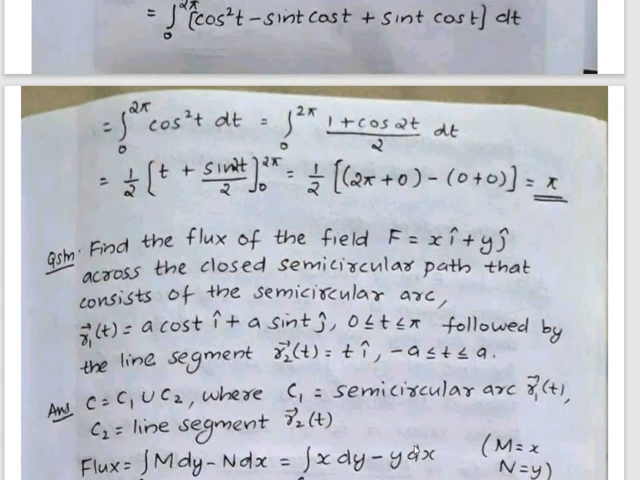 = ∫₀^2π [cos²t - sint cost + sint cost] dt
= ∫₀^2π cos²t dt = ∫₀^2π (1 + cos 2t)/2 dt
= 1/2 [t + sin2t/2]₀^2π = 1/2 [(2π+0) - (0+0)] = π
Qstn. Find the flux of the field F = x î + y ĵ
across the closed semicircular path that
consists of the semicircular arc,
r⃗₁(t) = a cost î + a sint ĵ, 0 ≤ t ≤ π followed by
the line segment r⃗₂(t) = t î, -a ≤ t ≤ a.
Ans C = C₁ ∪ C₂, where C₁ = semicircular arc r⃗₁(t),
C₂ = line segment r⃗₂(t)
Flux = ∫ M dy - N dx = ∫ x dy - y dx (M = x
N = y)